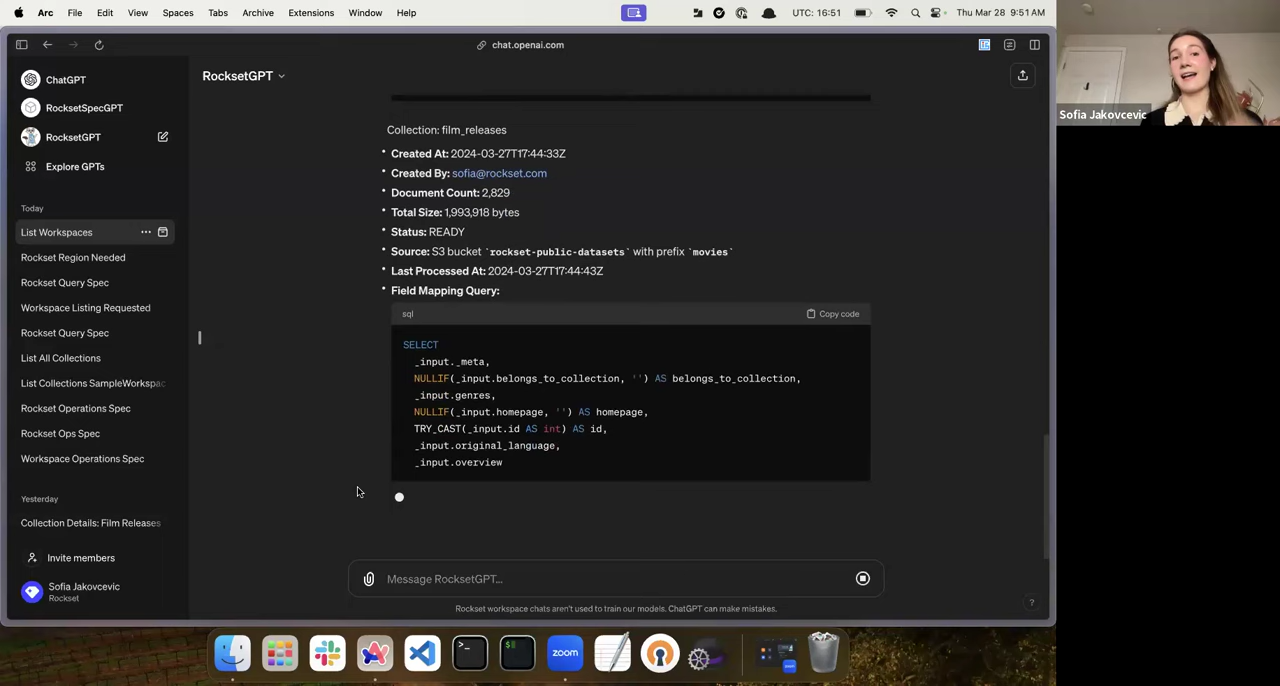 Arc File Edit View Spaces Tabs Archive Extensions Window Help UTC: 16:51 Thu Mar 28 9:51 AM
chat.openai.com
ChatGPT
RocksetSpecGPT
RocksetGPT
Explore GPTs
Today
List Workspaces
Rockset Region Needed
Rockset Query Spec
Workspace Listing Requested
Rockset Query Spec
List All Collections
List Collections SampleWorkspac
Rockset Operations Spec
Rockset Ops Spec
Workspace Operations Spec
Yesterday
Collection Details: Film Releases
Invite members
Sofia Jakovcevic
Rockset
RocksetGPT
Collection: film_releases
• Created At: 2024-03-27T17:44:33Z
• Created By: sofia@rockset.com
• Document Count: 2,829
• Total Size: 1,993,918 bytes
• Status: READY
• Source: S3 bucket `rockset-public-datasets` with prefix `movies`
• Last Processed At: 2024-03-27T17:44:43Z
• Field Mapping Query:
sql Copy code
SELECT
_input._meta,
NULLIF(_input.belongs_to_collection, '') AS belongs_to_collection,
_input.genres,
NULLIF(_input.homepage, '') AS homepage,
TRY_CAST(_input.id AS int) AS id,
_input.original_language,
_input.overview
Message RocksetGPT...
Rockset workspace chats aren't used to train our models. ChatGPT can make mistakes.
?
zoom
Sofia Jakovcevic